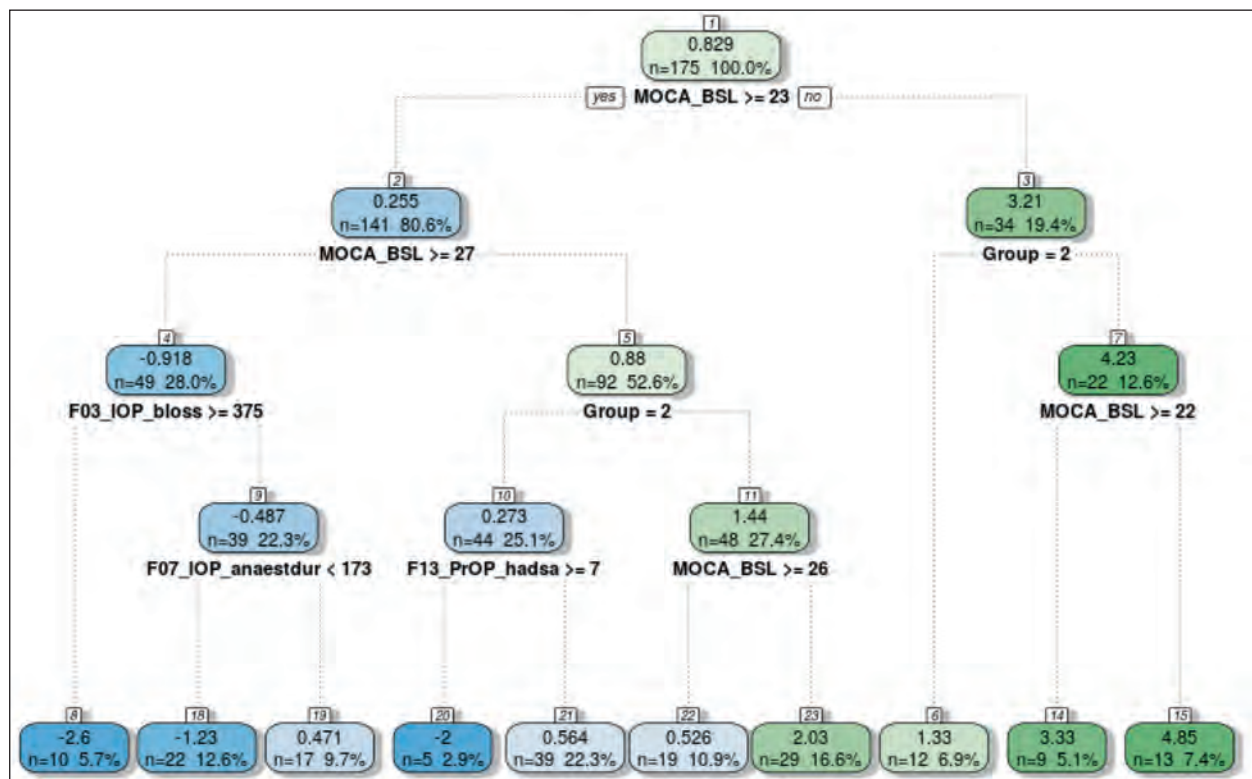 1
0.829
n=175 100.0%
yes MOCA_BSL >= 23 no
2
0.255
n=141 80.6%
MOCA_BSL >= 27
3
3.21
n=34 19.4%
Group = 2
4
-0.918
n=49 28.0%
F03_IOP_bloss >= 375
5
0.88
n=92 52.6%
Group = 2
7
4.23
n=22 12.6%
MOCA_BSL >= 22
9
-0.487
n=39 22.3%
F07_IOP_anaestdur < 173
10
0.273
n=44 25.1%
F13_PrOP_hadsa >= 7
11
1.44
n=48 27.4%
MOCA_BSL >= 26
8
-2.6
n=10 5.7%
18
-1.23
n=22 12.6%
19
0.471
n=17 9.7%
20
-2
n=5 2.9%
21
0.564
n=39 22.3%
22
0.526
n=19 10.9%
23
2.03
n=29 16.6%
6
1.33
n=12 6.9%
14
3.33
n=9 5.1%
15
4.85
n=13 7.4%